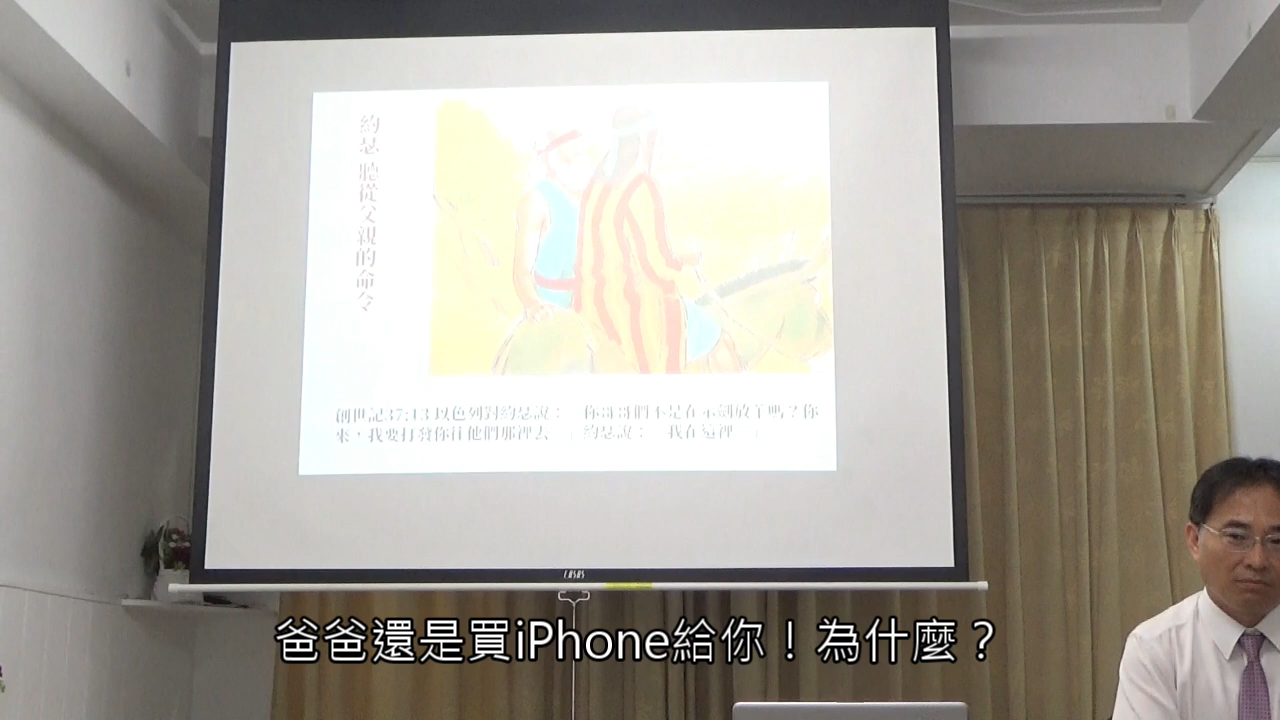 約瑟 聽從父親的命令
創世記37:13 以色列對約瑟說：「你哥哥們不是在示劍放羊嗎？你
來，我要打發你往他們那裡去。」約瑟說：「我在這裡。」
爸爸還是買iPhone給你！為什麼？